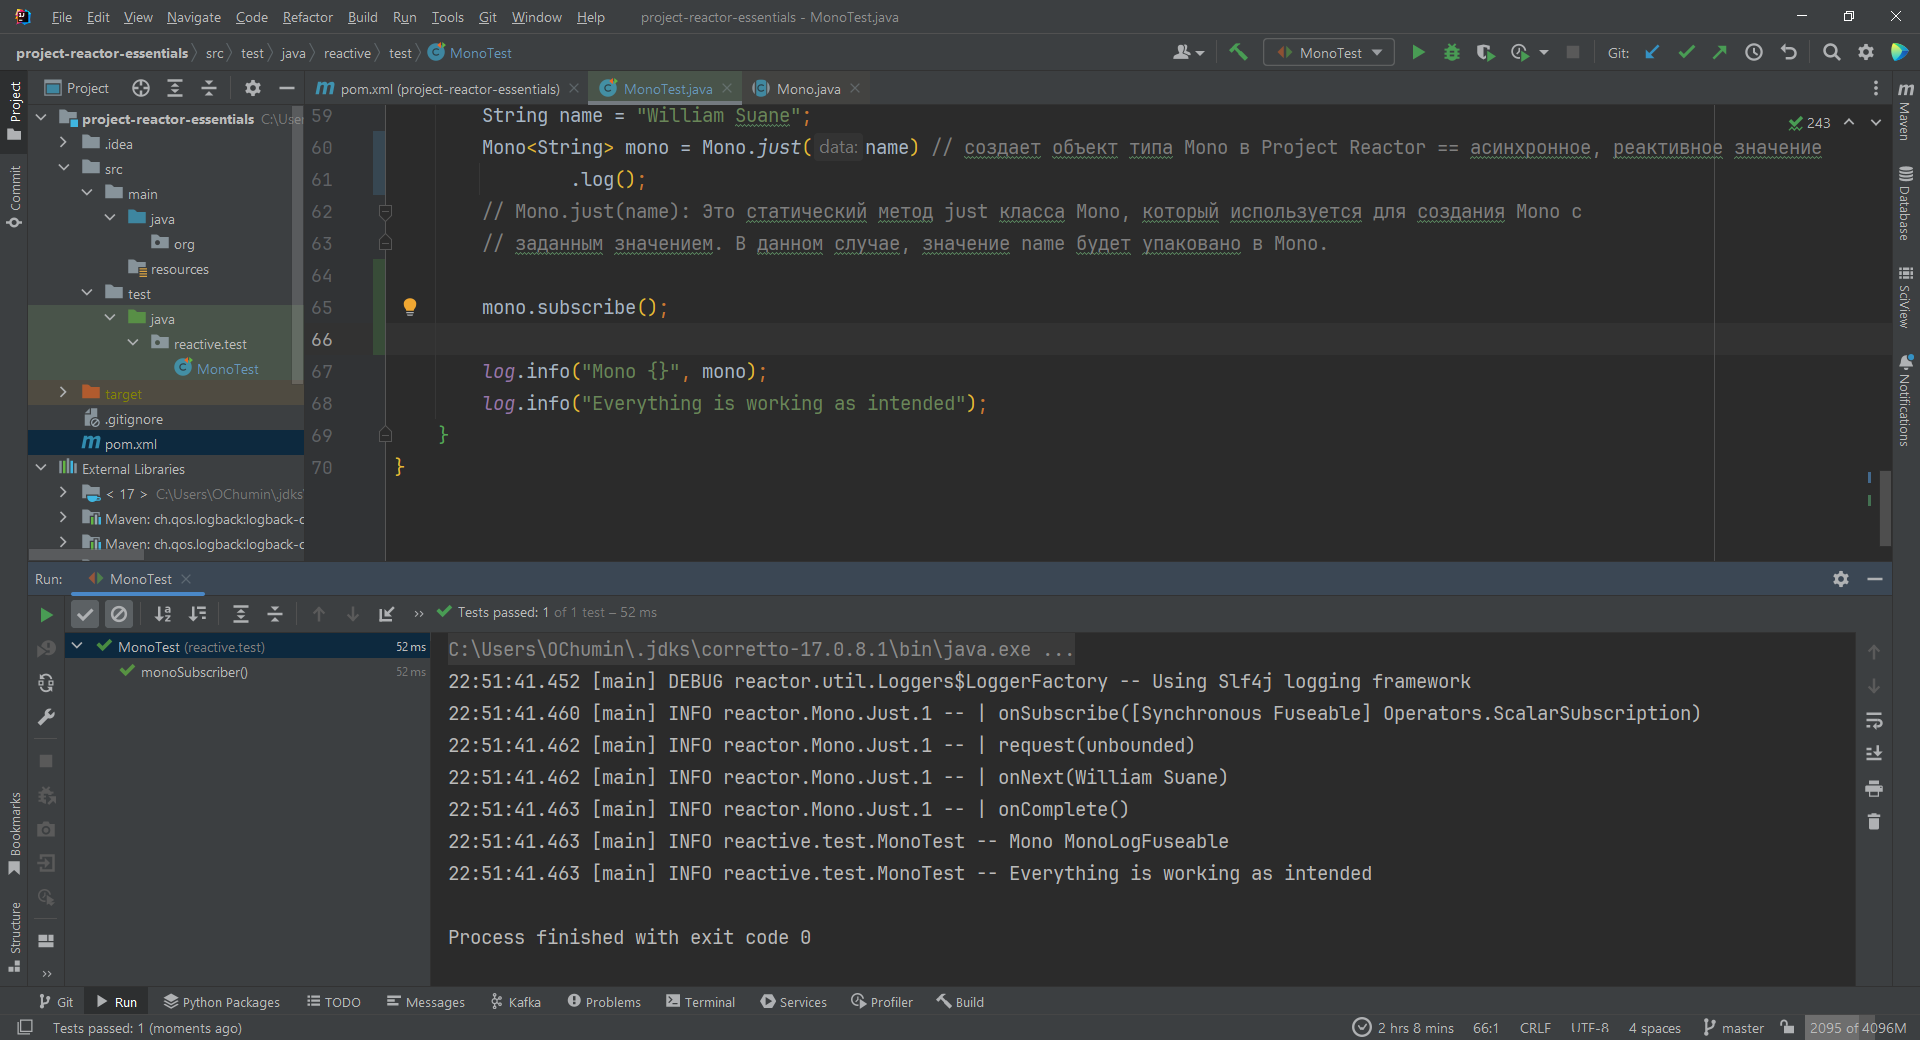 File Edit View Navigate Code Refactor Build Run Tools Git Window Help project-reactor-essentials - MonoTest.java
project-reactor-essentials src test java reactive test MonoTest MonoTest Git:
Project
pom.xml (project-reactor-essentials) MonoTest.java Mono.java
project-reactor-essentials C:\Use
.idea
src
main
java
org
resources
test
java
reactive.test
MonoTest
target
.gitignore
pom.xml
External Libraries
< 17 > C:\Users\OChumin\.jdks
Maven: ch.qos.logback:logback-c
Maven: ch.qos.logback:logback-c
243
59 String name = "William Suane";
60 Mono<String> mono = Mono.just( data: name) // создает объект типа Mono в Project Reactor == асинхронное, реактивное значение
61 .log();
62 // Mono.just(name): Это статический метод just класса Mono, который используется для создания Mono с
63 // заданным значением. В данном случае, значение name будет упаковано в Mono.
64
65 mono.subscribe();
66
67 log.info("Mono {}", mono);
68 log.info("Everything is working as intended");
69 }
70 }
Project
Commit
Bookmarks
Structure
Maven
Database
SciView
Notifications
Run: MonoTest
Tests passed: 1 of 1 test – 52 ms
MonoTest (reactive.test) 52 ms
monoSubscriber() 52 ms
C:\Users\OChumin\.jdks\corretto-17.0.8.1\bin\java.exe ...
22:51:41.452 [main] DEBUG reactor.util.Loggers$LoggerFactory -- Using Slf4j logging framework
22:51:41.460 [main] INFO reactor.Mono.Just.1 -- | onSubscribe([Synchronous Fuseable] Operators.ScalarSubscription)
22:51:41.462 [main] INFO reactor.Mono.Just.1 -- | request(unbounded)
22:51:41.462 [main] INFO reactor.Mono.Just.1 -- | onNext(William Suane)
22:51:41.463 [main] INFO reactor.Mono.Just.1 -- | onComplete()
22:51:41.463 [main] INFO reactive.test.MonoTest -- Mono MonoLogFuseable
22:51:41.463 [main] INFO reactive.test.MonoTest -- Everything is working as intended
Process finished with exit code 0
Git Run Python Packages TODO Messages Kafka Problems Terminal Services Profiler Build
Tests passed: 1 (moments ago) 2 hrs 8 mins 66:1 CRLF UTF-8 4 spaces master 2095 of 4096M